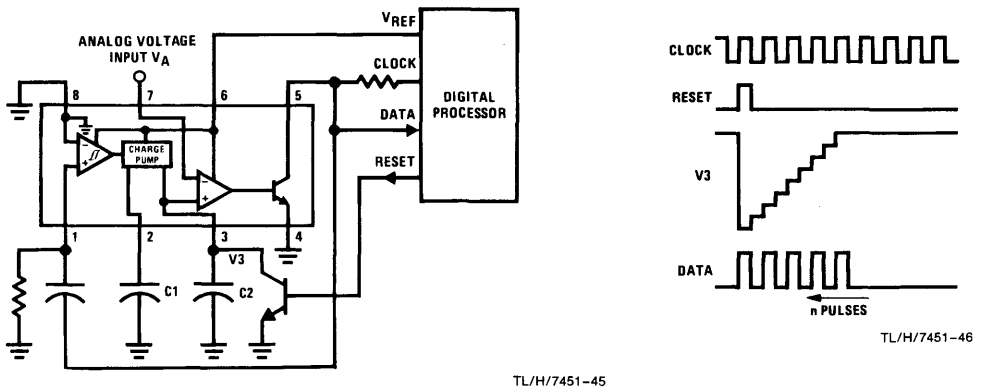 ANALOG VOLTAGE
INPUT VA
VREF
CLOCK
DATA
RESET
DIGITAL
PROCESSOR
8
7
6
5
CHARGE
PUMP
−
+
−
+
1
2
3
4
V3
C1
C2
TL/H/7451–45
CLOCK
RESET
V3
DATA
n PULSES
TL/H/7451–46